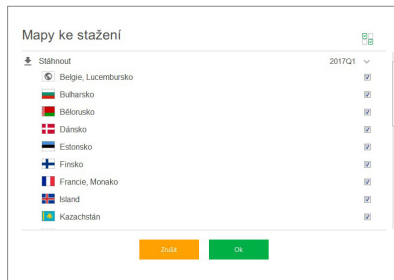 Mapy ke stažení
Stáhnout 2017Q1
Belgie, Lucembursko
Bulharsko
Bělorusko
Dánsko
Estonsko
Finsko
Francie, Monako
Island
Kazachstán
Zrušit Ok